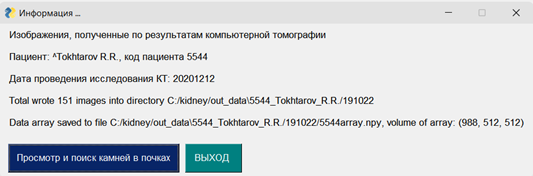 Информация ...
Изображения, полученные по результатам компьютерной томографии
Пациент: ^Tokhtarov R.R., код пациента 5544
Дата проведения исследования КТ: 20201212
Total wrote 151 images into directory C:/kidney/out_data\5544_Tokhtarov_R.R./191022
Data array saved to file C:/kidney/out_data\5544_Tokhtarov_R.R./191022/5544array.npy, volume of array: (988, 512, 512)
Просмотр и поиск камней в почках
ВЫХОД